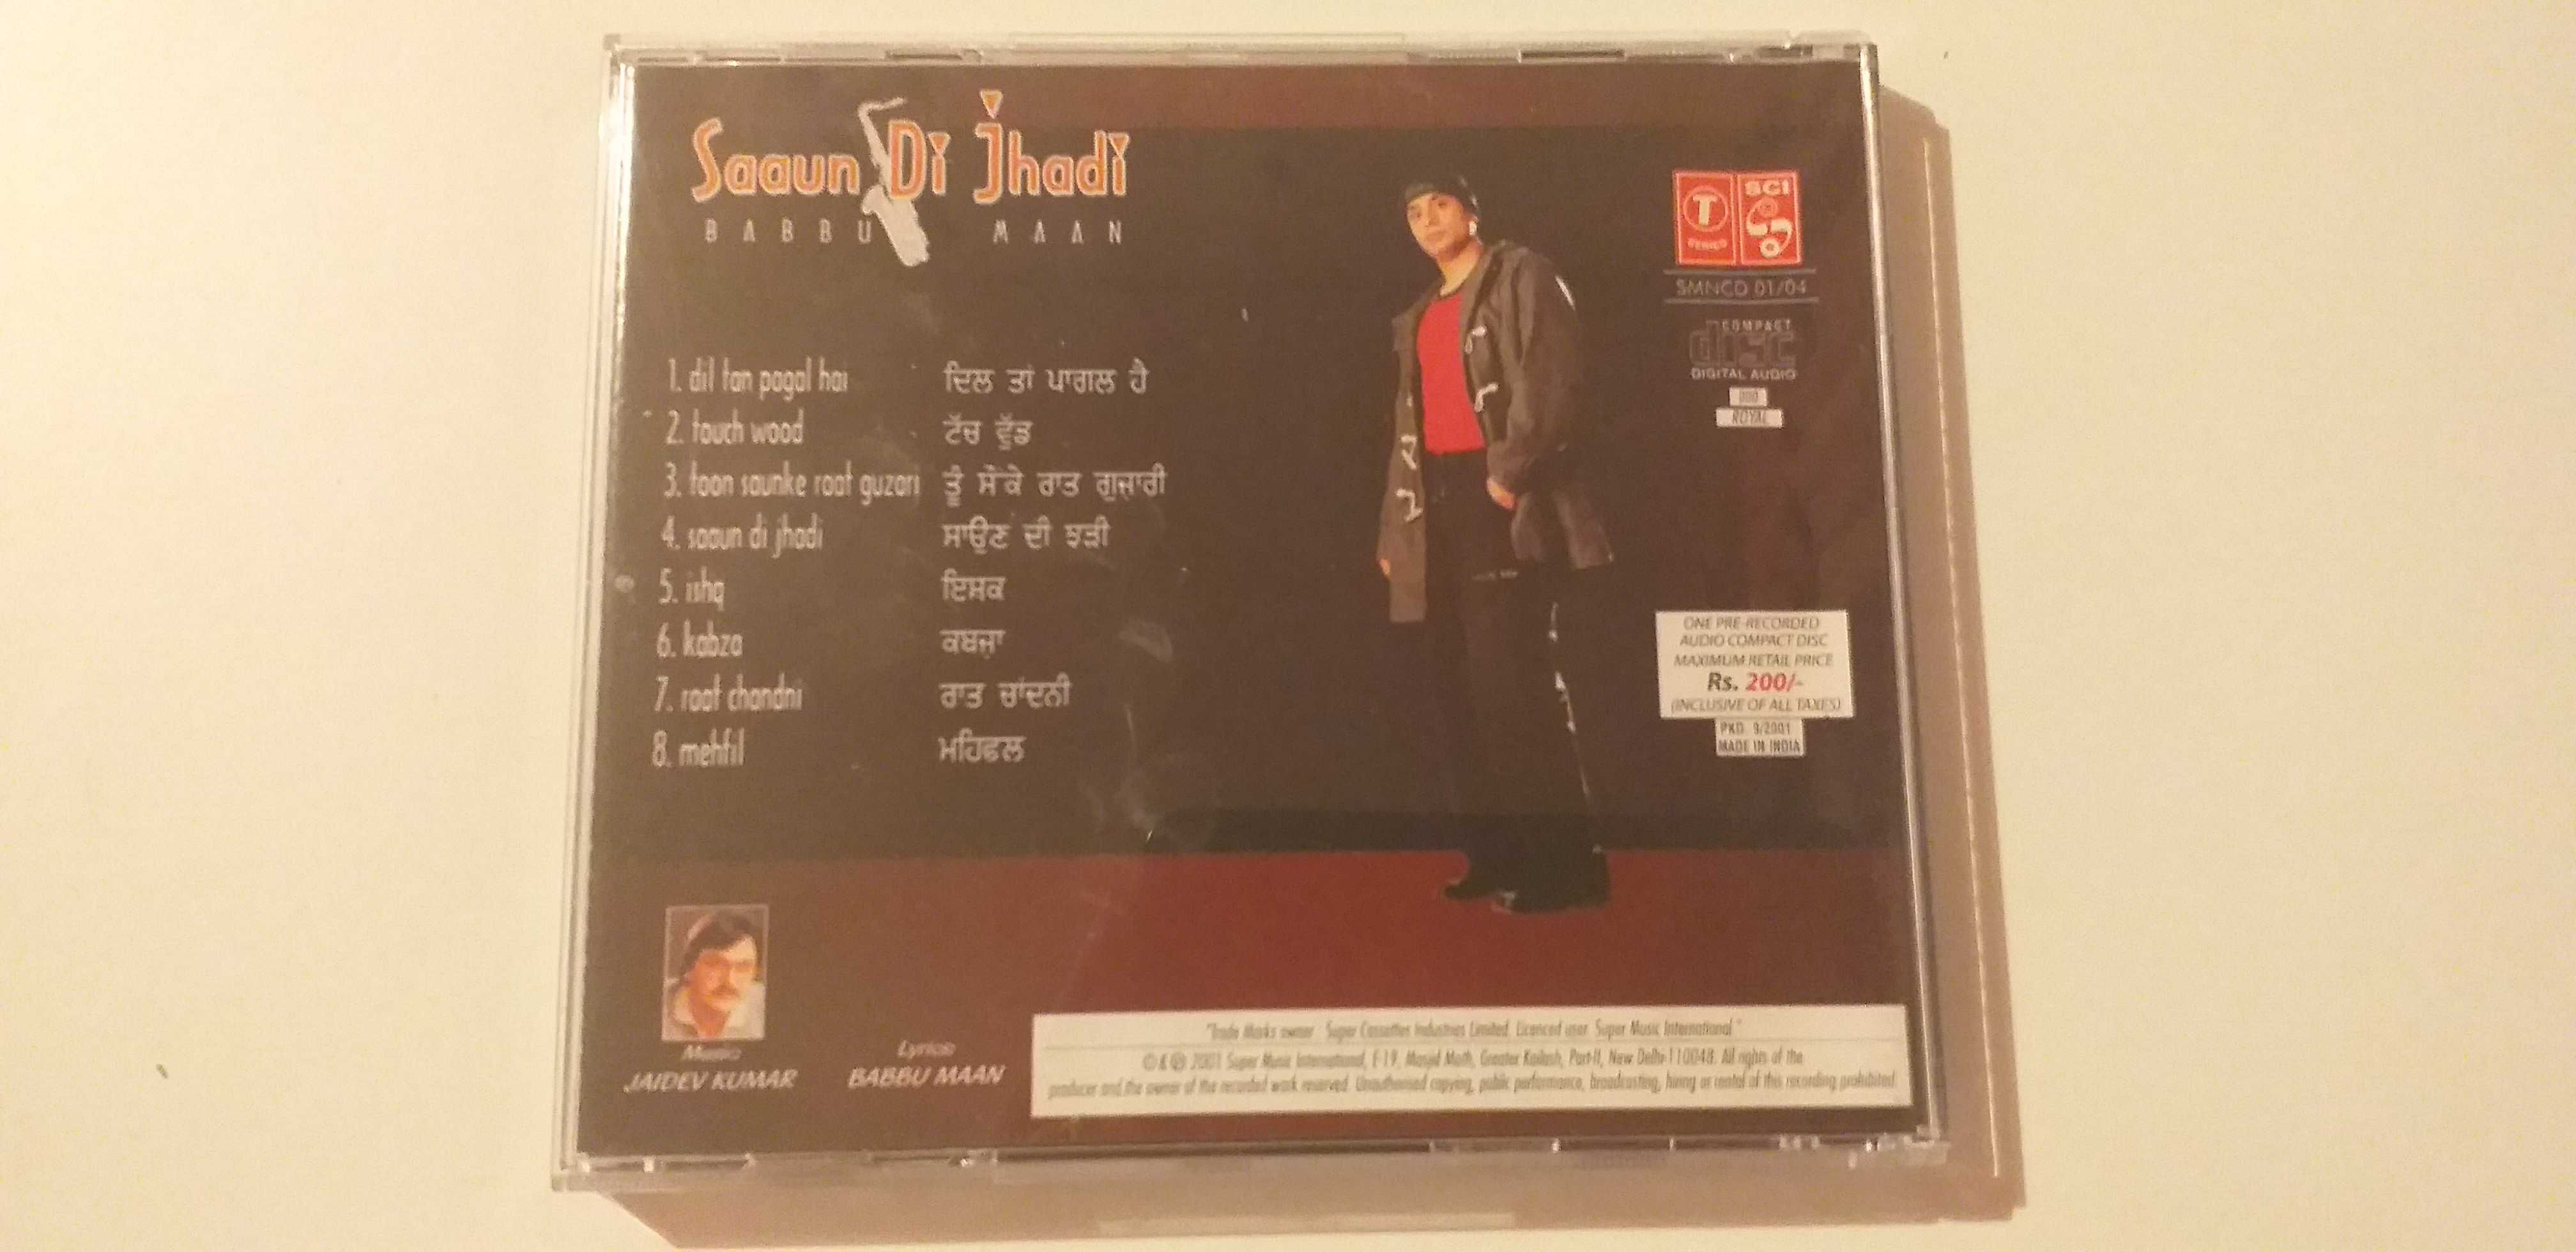 Saaun Di Jhadi
BABBU MAAN
T
SERIES
SCI
SMNCD 01/04
COMPACT
disc
DIGITAL AUDIO
ROYAL
1. dil tan pagal hai ਦਿਲ ਤਾਂ ਪਾਗਲ ਹੈ
2. touch wood ਟੱਚ ਵੁੱਡ
3. toon saunke raat guzari ਤੂੰ ਸੌਂਕੇ ਰਾਤ ਗੁਜ਼ਾਰੀ
4. saaun di jhadi ਸਾਉਣ ਦੀ ਝੜੀ
5. ishq ਇਸ਼ਕ
6. kabza ਕਬਜ਼ਾ
7. raat chandni ਰਾਤ ਚਾਂਦਨੀ
8. mehfil ਮਹਿਫਲ
ONE PRE-RECORDED
AUDIO COMPACT DISC
MAXIMUM RETAIL PRICE
Rs. 200/-
(INCLUSIVE OF ALL TAXES)
PKD. 9/2001
MADE IN INDIA
Music
JAIDEV KUMAR
Lyrics
BABBU MAAN
"Trade Marks owner : Super Cassettes Industries Limited. Licenced user. Super Music International."
© & ℗ 2001 Super Music International, E-19, Masjid Moth, Greater Kailash, Part-II, New Delhi-110048. All rights of the
producer and the owner of the recorded work reserved. Unauthorised copying, public performance, broadcasting, hiring or rental of this recording prohibited.